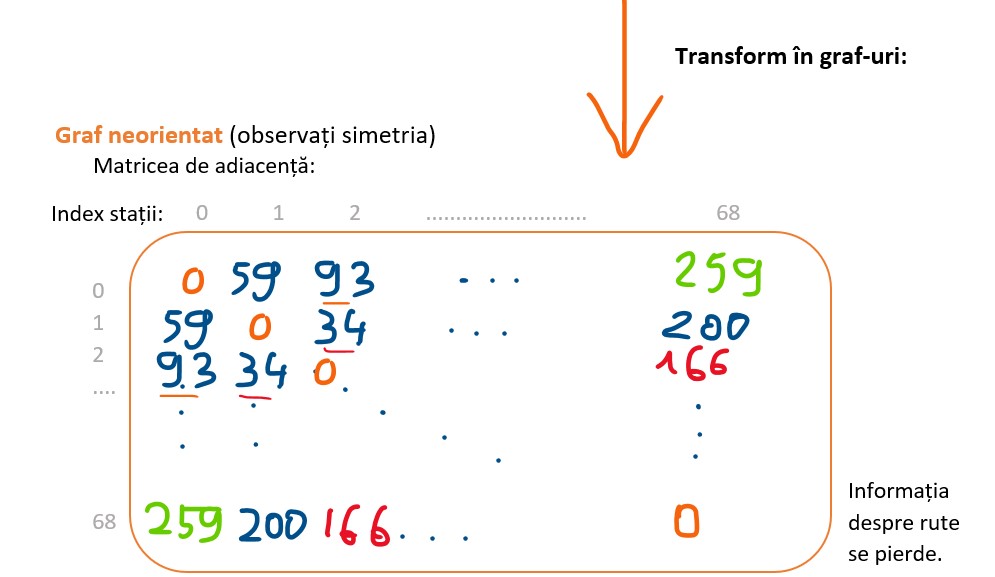 Transform în graf-uri:
Graf neorientat (observați simetria)
Matricea de adiacență:
Index stații: 0 1 2 ........................... 68
0 0 59 93 . . . 259
1 59 0 34 . . . 200
2 93 34 0 166
....
68 259 200 166 . . . 0
Informația
despre rute
se pierde.